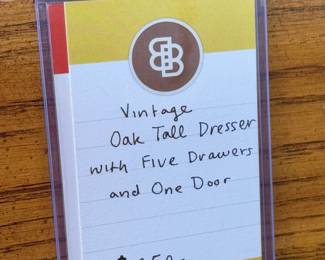 Vintage
Oak Tall Dresser
with Five Drawers
and One Door